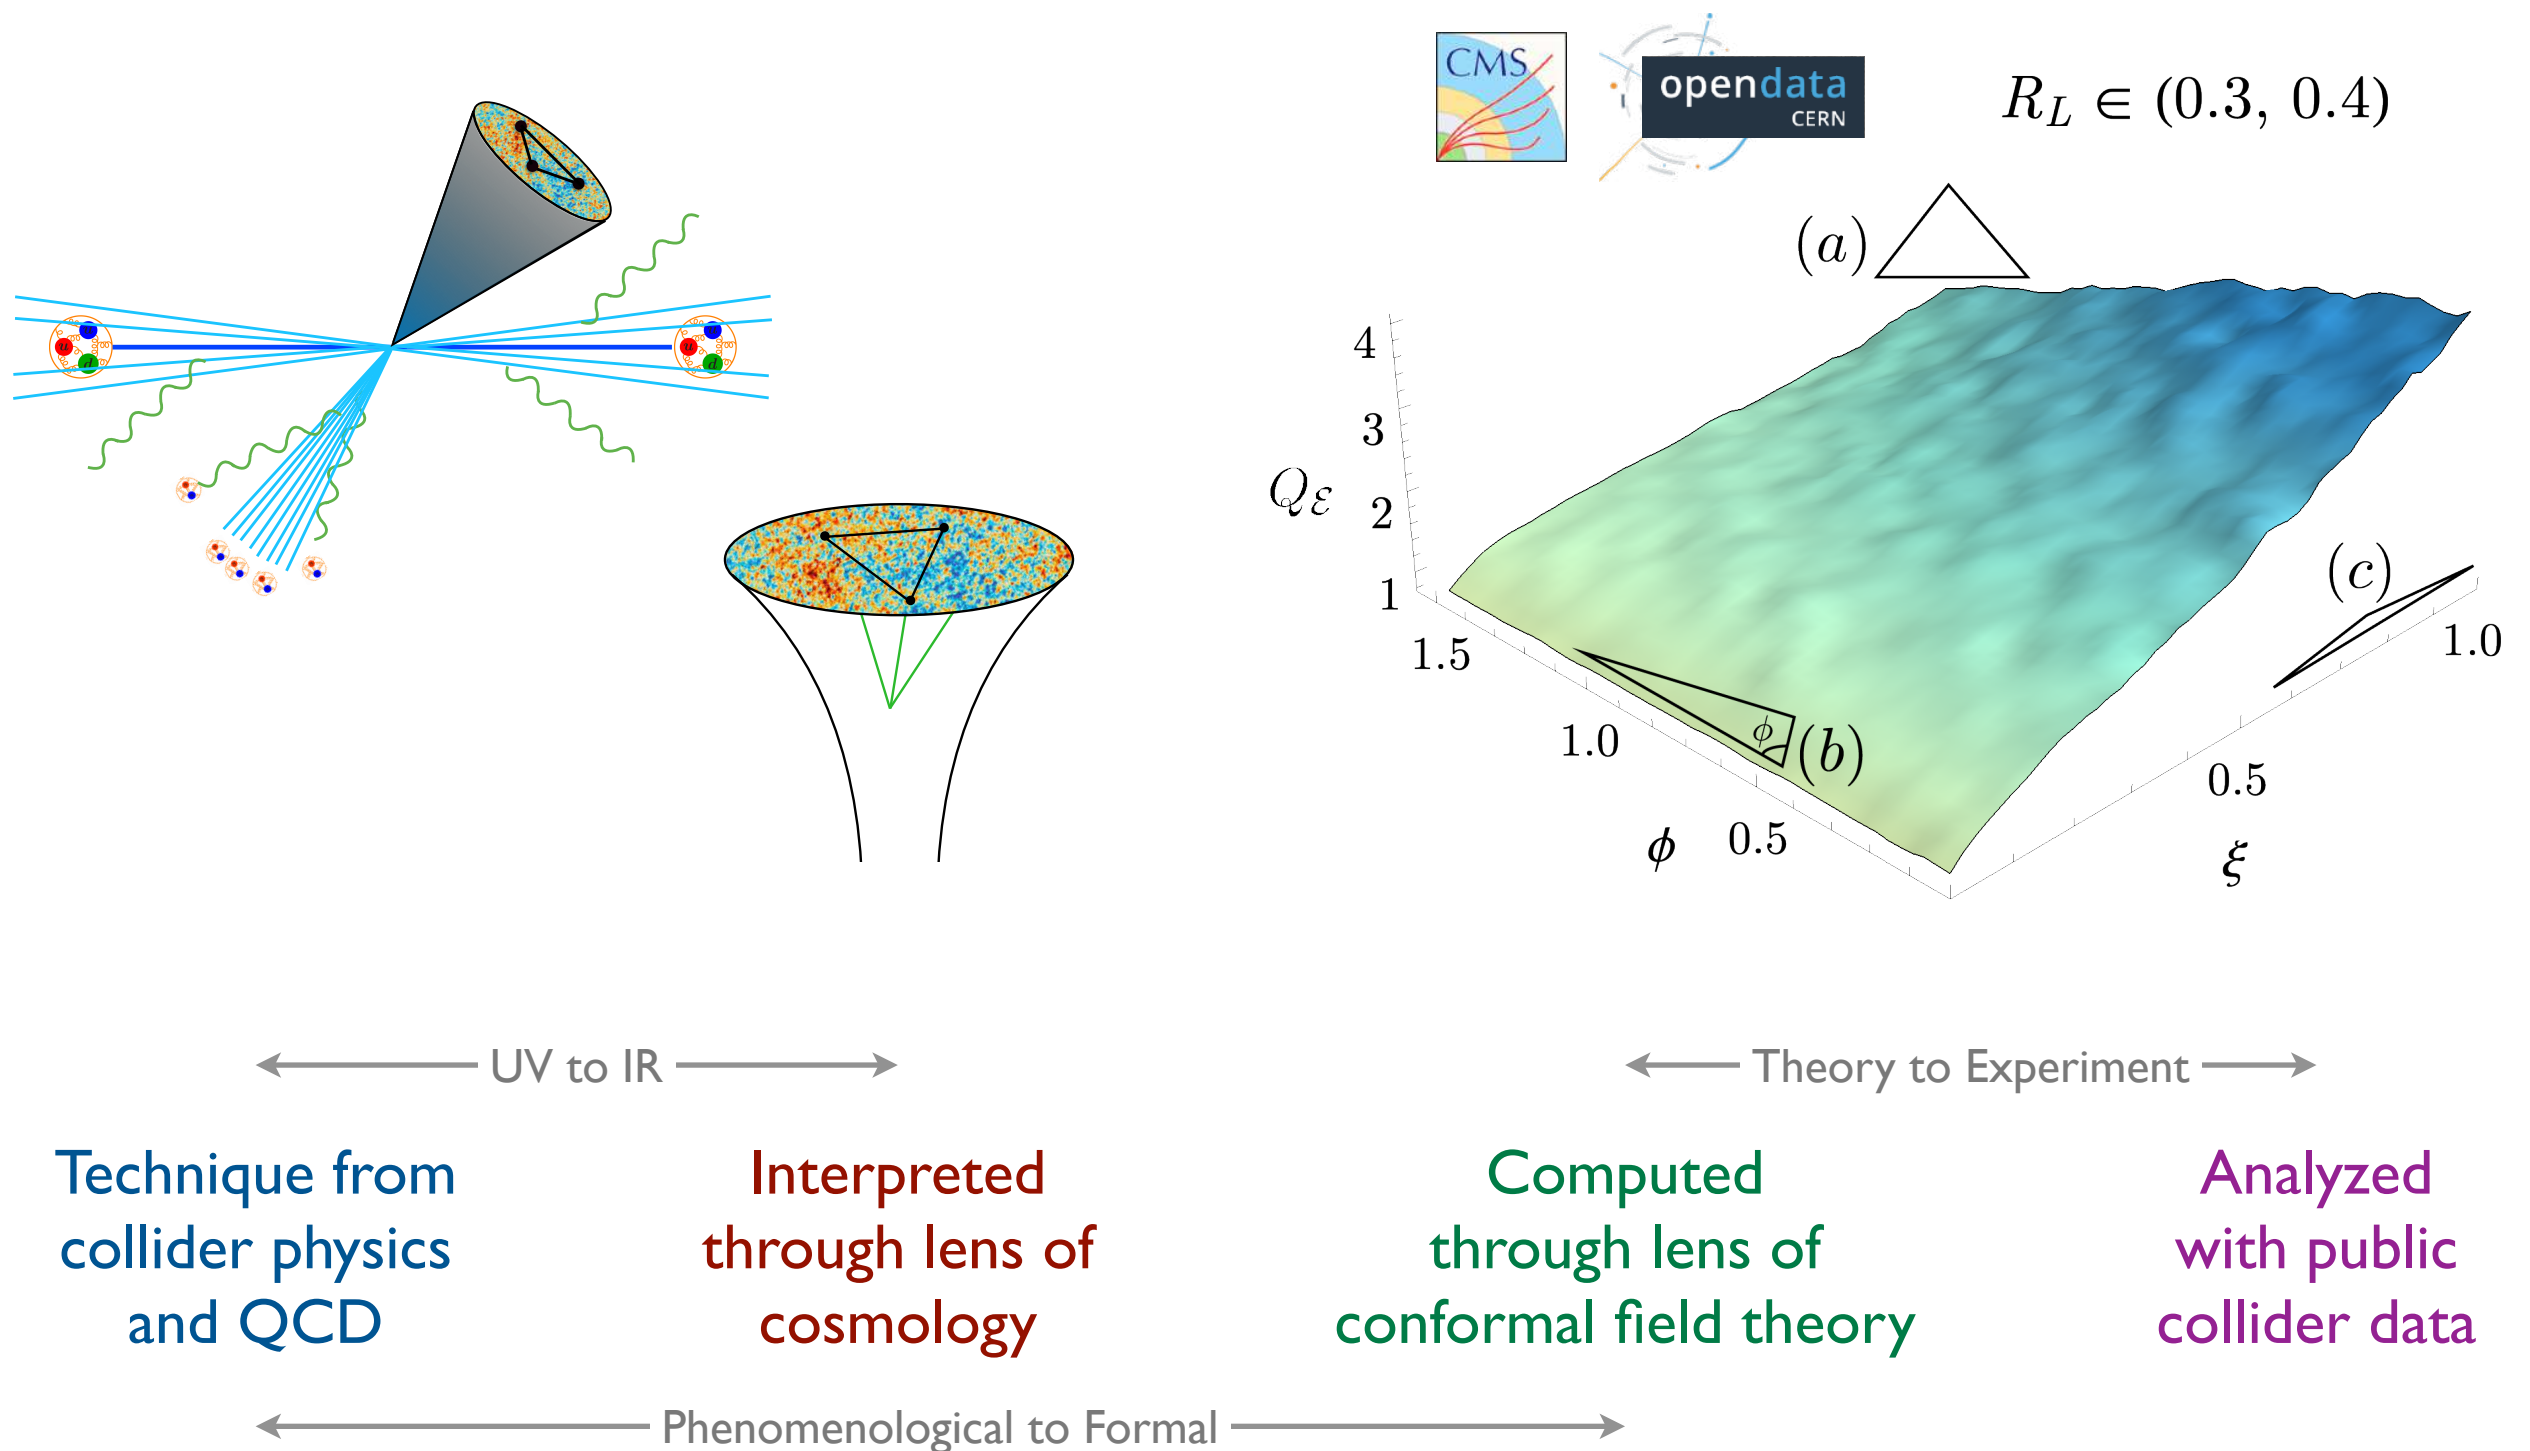 CMS
opendata
CERN
R_L ∈ (0.3, 0.4)
(a)
u
d
u
d
4
3
2
1
Q_ℰ
1.5
1.0
0.5
ϕ
ϕ
(b)
(c)
1.0
0.5
ξ
UV to IR
Theory to Experiment
Technique from
collider physics
and QCD
Interpreted
through lens of
cosmology
Computed
through lens of
conformal field theory
Analyzed
with public
collider data
Phenomenological to Formal